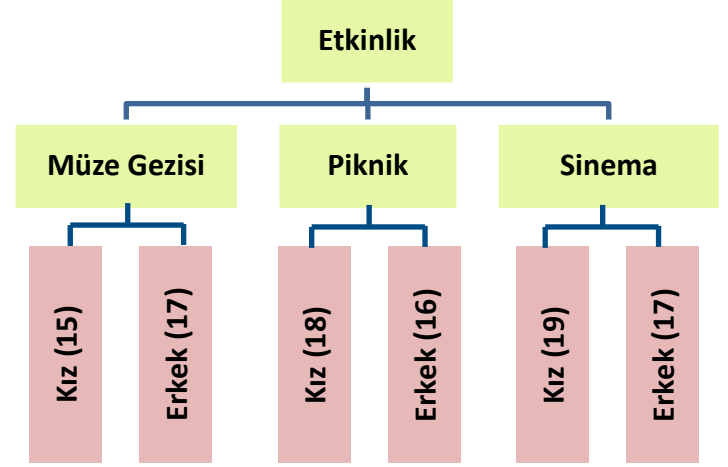 Etkinlik
Müze Gezisi
Piknik
Sinema
Kız (15)
Erkek (17)
Kız (18)
Erkek (16)
Kız (19)
Erkek (17)